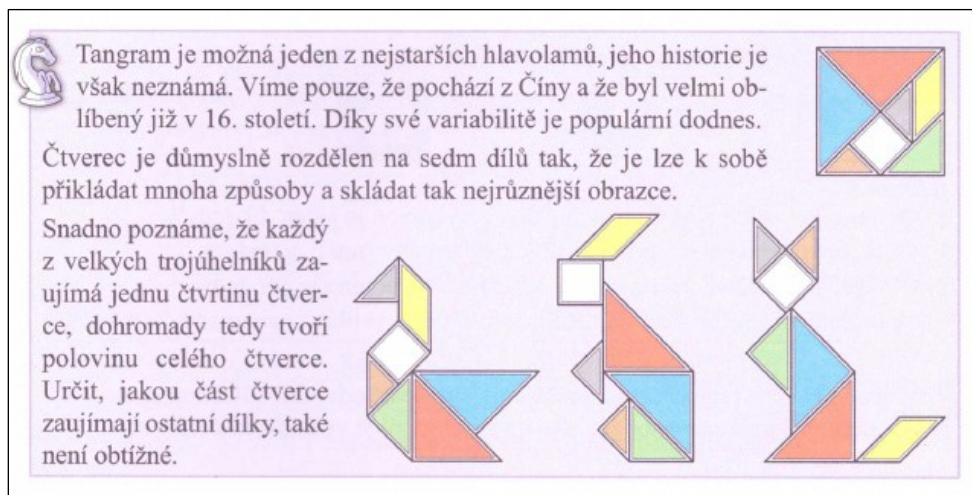 Tangram je možná jeden z nejstarších hlavolamů, jeho historie je
však neznámá. Víme pouze, že pochází z Číny a že byl velmi ob-
líbený již v 16. století. Díky své variabilitě je populární dodnes.
Čtverec je důmyslně rozdělen na sedm dílů tak, že je lze k sobě
přikládat mnoha způsoby a skládat tak nejrůznější obrazce.
Snadno poznáme, že každý
z velkých trojúhelníků za-
ujímá jednu čtvrtinu čtver-
ce, dohromady tedy tvoří
polovinu celého čtverce.
Určit, jakou část čtverce
zaujímají ostatní dílky, také
není obtížné.